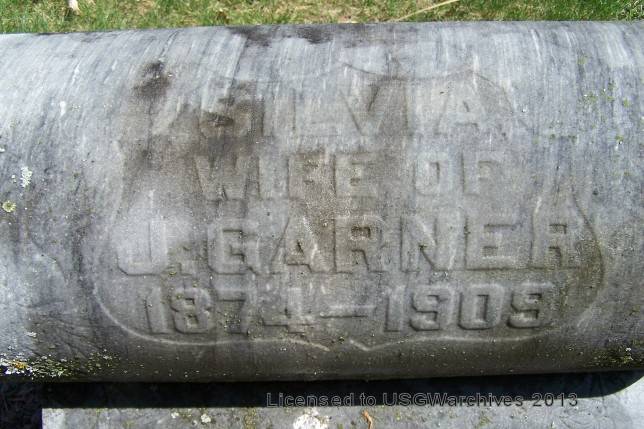 SILVIA
WIFE OF
J. GARNER
1874–1909
Licensed to USGWarchives 2013